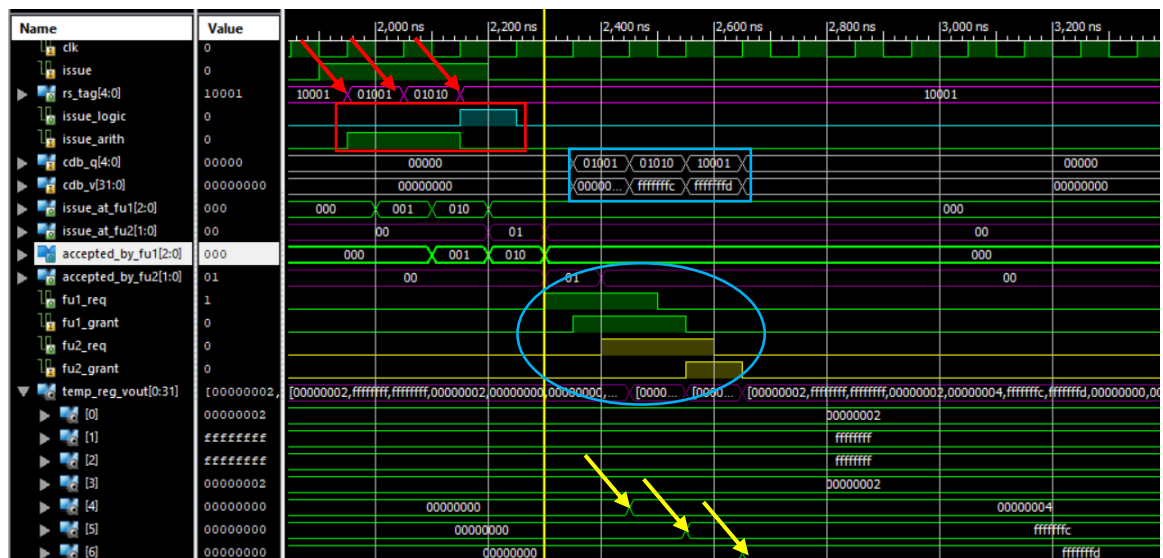 Name Value 2,000 ns 2,200 ns 2,400 ns 2,600 ns 2,800 ns 3,000 ns 3,200 ns
clk 0
issue 0
rs_tag[4:0] 10001 10001 01001 01010 10001
issue_logic 0
issue_arith 0
cdb_q[4:0] 00000 00000 01001 01010 10001 00000
cdb_v[31:0] 00000000 00000000 00000... fffffffc fffffffd 00000000
issue_at_fu1[2:0] 000 000 001 010 000
issue_at_fu2[1:0] 00 00 01 00
accepted_by_fu1[2:0] 000 000 001 010 000
accepted_by_fu2[1:0] 01 00 01 00
fu1_req 1
fu1_grant 0
fu2_req 0
fu2_grant 0
temp_reg_vout[0:31] [00000002, [00000002,ffffffff,ffffffff,00000002,00000000,00000000,... [0000... [0000... [00000002,ffffffff,ffffffff,00000002,00000004,fffffffc,fffffffd,00000000,00
[0] 00000002 00000002
[1] ffffffff ffffffff
[2] ffffffff ffffffff
[3] 00000002 00000002
[4] 00000000 00000000 00000004
[5] 00000000 00000000 fffffffc
[6] 00000000 00000000 fffffffd